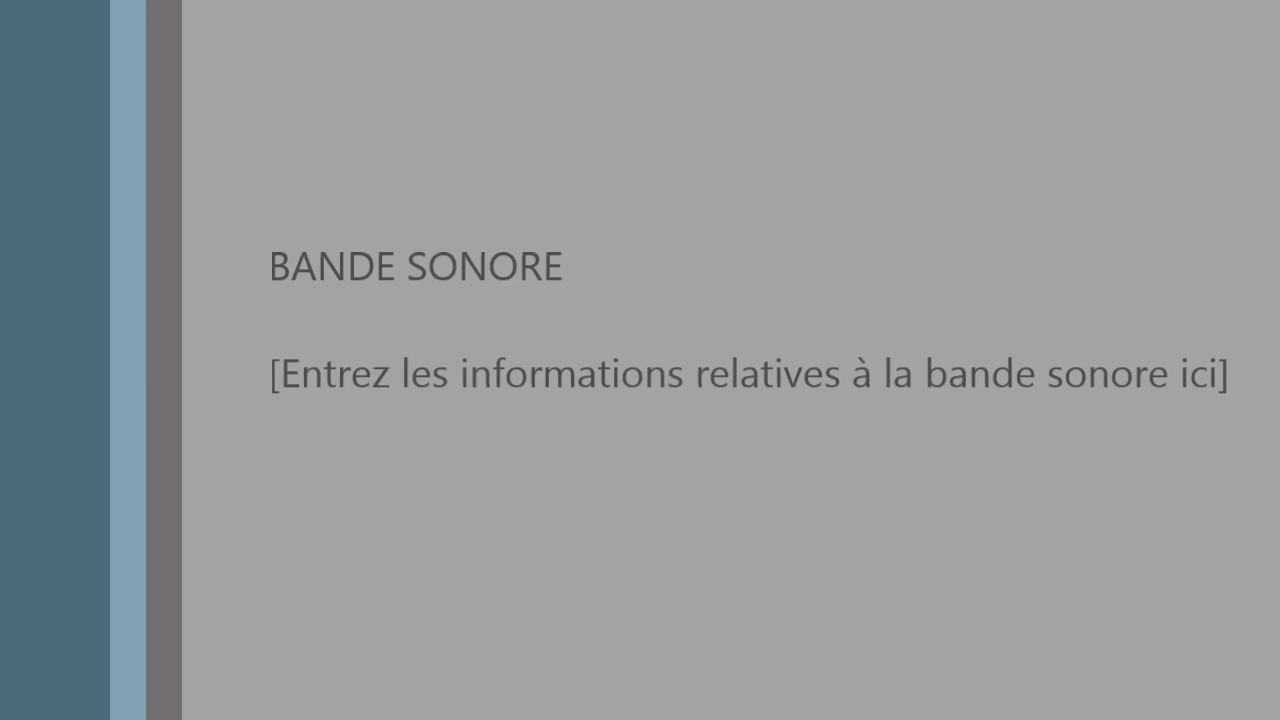 BANDE SONORE
[Entrez les informations relatives à la bande sonore ici]